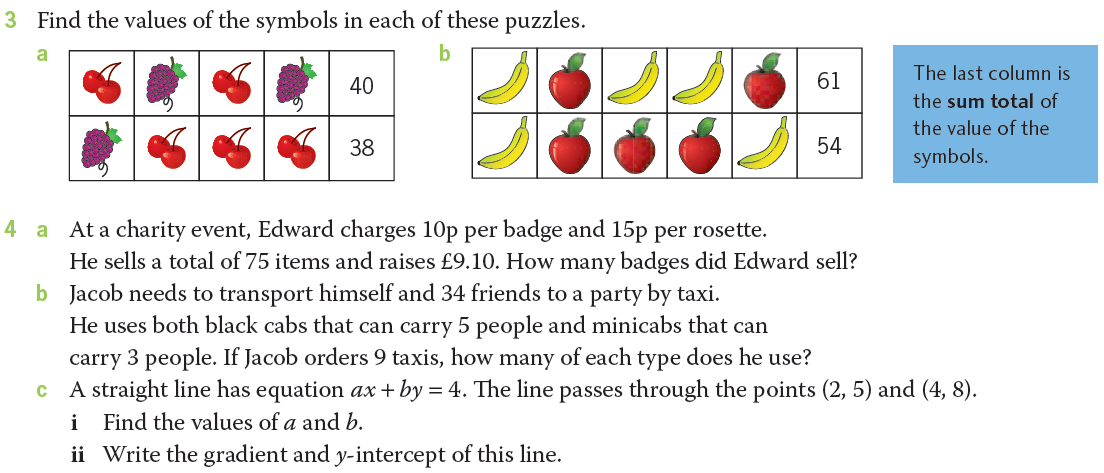 3 Find the values of the symbols in each of these puzzles.
a
40
38
b
61
54
The last column is
the sum total of
the value of the
symbols.
4 a At a charity event, Edward charges 10p per badge and 15p per rosette.
He sells a total of 75 items and raises £9.10. How many badges did Edward sell?
b Jacob needs to transport himself and 34 friends to a party by taxi.
He uses both black cabs that can carry 5 people and minicabs that can
carry 3 people. If Jacob orders 9 taxis, how many of each type does he use?
c A straight line has equation ax + by = 4. The line passes through the points (2, 5) and (4, 8).
i Find the values of a and b.
ii Write the gradient and y-intercept of this line.